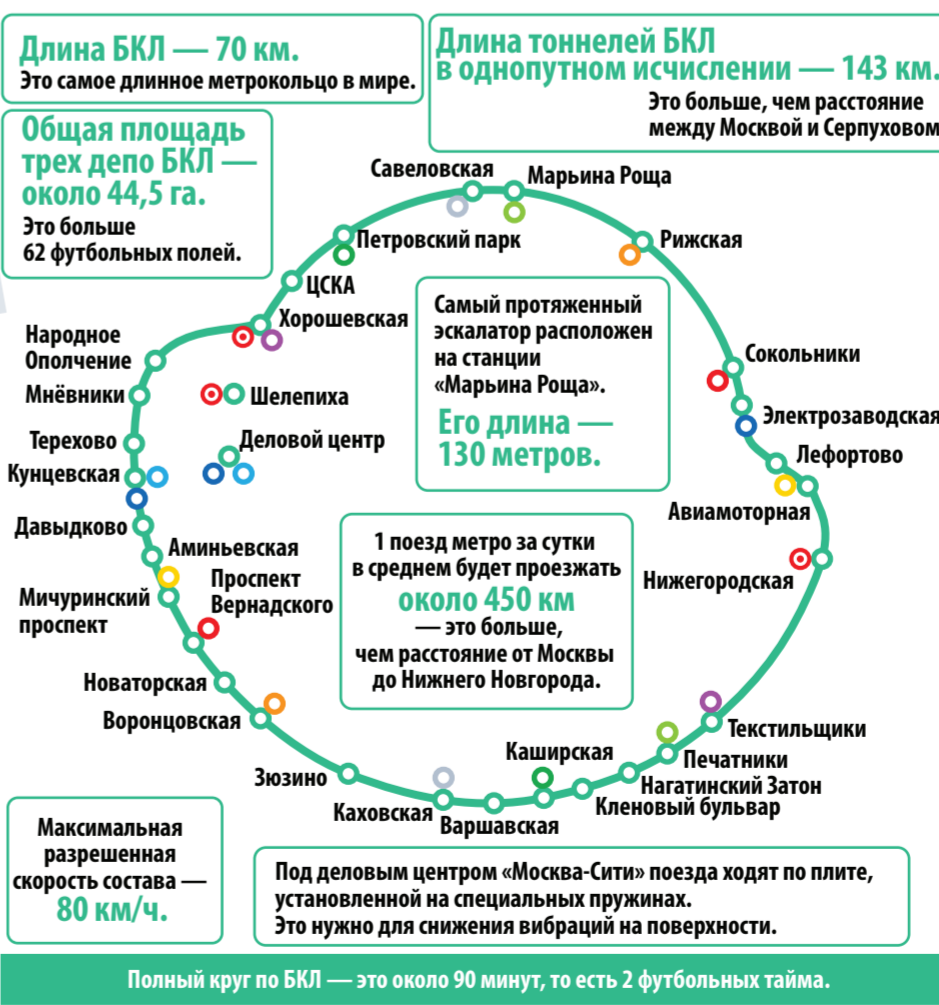 Длина БКЛ — 70 км.
Это самое длинное метрокольцо в мире.
Длина тоннелей БКЛ
в однопутном исчислении — 143 км.
Это больше, чем расстояние
между Москвой и Серпуховом
Общая площадь
трех депо БКЛ —
около 44,5 га.
Это больше
62 футбольных полей.
Савеловская
Марьина Роща
Петровский парк
Рижская
ЦСКА
Хорошевская
Народное
Ополчение
Мнёвники
Шелепиха
Терехово
Деловой центр
Кунцевская
Давыдково
Аминьевская
Мичуринский
проспект
Проспект
Вернадского
Новаторская
Воронцовская
Зюзино
Каховская
Варшавская
Каширская
Кленовый бульвар
Нагатинский Затон
Печатники
Текстильщики
Нижегородская
Авиамоторная
Лефортово
Электрозаводская
Сокольники
Самый протяженный
эскалатор расположен
на станции
«Марьина Роща».
Его длина —
130 метров.
1 поезд метро за сутки
в среднем будет проезжать
около 450 км
— это больше,
чем расстояние от Москвы
до Нижнего Новгорода.
Максимальная
разрешенная
скорость состава —
80 км/ч.
Под деловым центром «Москва-Сити» поезда ходят по плите,
установленной на специальных пружинах.
Это нужно для снижения вибраций на поверхности.
Полный круг по БКЛ — это около 90 минут, то есть 2 футбольных тайма.